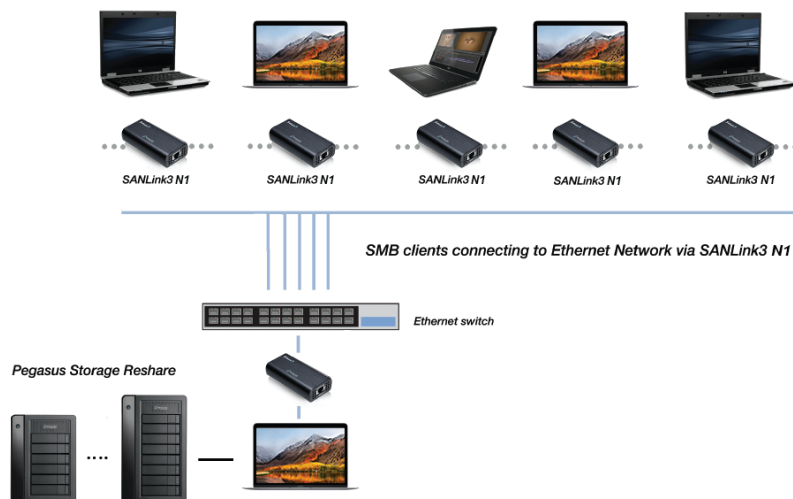 SANLink3 N1
SANLink3 N1
SANLink3 N1
SANLink3 N1
SANLink3 N1
SMB clients connecting to Ethernet Network via SANLink3 N1
Ethernet switch
Pegasus Storage Reshare